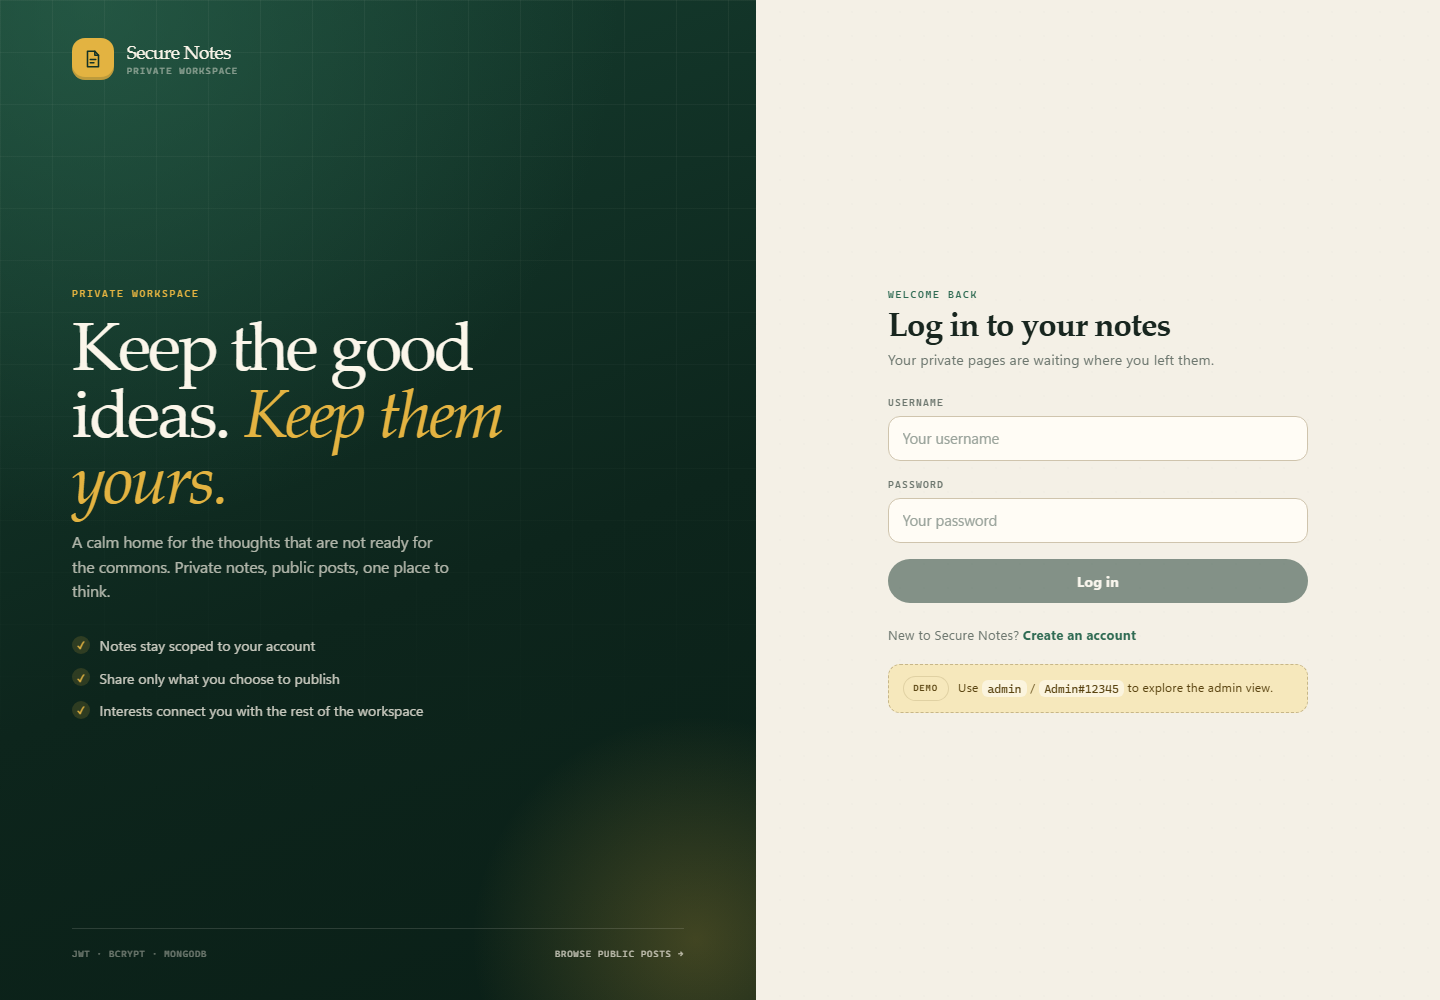 Secure Notes
PRIVATE WORKSPACE
PRIVATE WORKSPACE
Keep the good
ideas. Keep them
yours.
A calm home for the thoughts that are not ready for
the commons. Private notes, public posts, one place to
think.
✓ Notes stay scoped to your account
✓ Share only what you choose to publish
✓ Interests connect you with the rest of the workspace
JWT · BCRYPT · MONGODB
BROWSE PUBLIC POSTS →
WELCOME BACK
Log in to your notes
Your private pages are waiting where you left them.
USERNAME
Your username
PASSWORD
Your password
Log in
New to Secure Notes? Create an account
DEMO Use admin / Admin#12345 to explore the admin view.